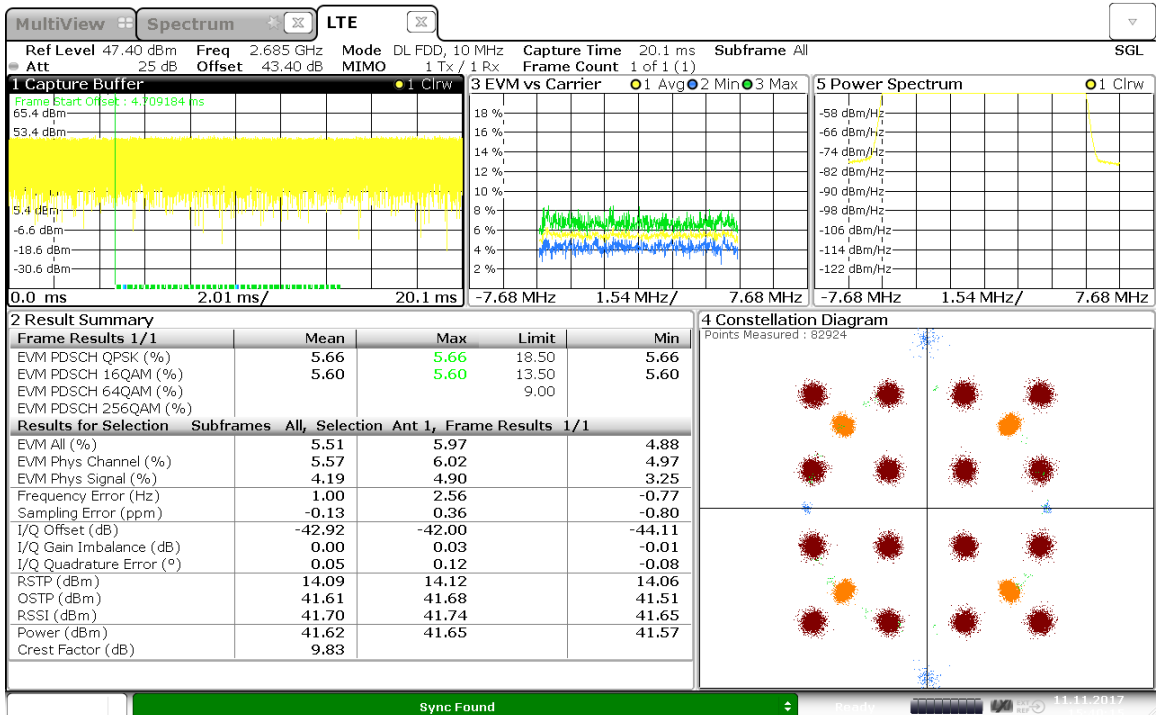 MultiView Spectrum LTE
Ref Level 47.40 dBm Freq 2.685 GHz Mode DL FDD, 10 MHz Capture Time 20.1 ms Subframe All SGL
Att 25 dB Offset 43.40 dB MIMO 1 Tx / 1 Rx Frame Count 1 of 1 (1)
1 Capture Buffer 1 Clrw
Frame Start Offset : 4.709184 ms
65.4 dBm
53.4 dBm
5.4 dBm
-6.6 dBm
-18.6 dBm
-30.6 dBm
0.0 ms 2.01 ms/ 20.1 ms
3 EVM vs Carrier 1 Avg 2 Min 3 Max
18 %
16 %
14 %
12 %
10 %
8 %
6 %
4 %
2 %
-7.68 MHz 1.54 MHz/ 7.68 MHz
5 Power Spectrum 1 Clrw
-58 dBm/Hz
-66 dBm/Hz
-74 dBm/Hz
-82 dBm/Hz
-90 dBm/Hz
-98 dBm/Hz
-106 dBm/Hz
-114 dBm/Hz
-122 dBm/Hz
-7.68 MHz 1.54 MHz/ 7.68 MHz
2 Result Summary
Frame Results 1/1 Mean Max Limit Min
EVM PDSCH QPSK (%) 5.66 5.66 18.50 5.66
EVM PDSCH 16QAM (%) 5.60 5.60 13.50 5.60
EVM PDSCH 64QAM (%) 9.00
EVM PDSCH 256QAM (%)
Results for Selection Subframes All, Selection Ant 1, Frame Results 1/1
EVM All (%) 5.51 5.97 4.88
EVM Phys Channel (%) 5.57 6.02 4.97
EVM Phys Signal (%) 4.19 4.90 3.25
Frequency Error (Hz) 1.00 2.56 -0.77
Sampling Error (ppm) -0.13 0.36 -0.80
I/Q Offset (dB) -42.92 -42.00 -44.11
I/Q Gain Imbalance (dB) 0.00 0.03 -0.01
I/Q Quadrature Error (°) 0.05 0.12 -0.08
RSTP (dBm) 14.09 14.12 14.06
OSTP (dBm) 41.61 41.68 41.51
RSSI (dBm) 41.70 41.74 41.65
Power (dBm) 41.62 41.65 41.57
Crest Factor (dB) 9.83
4 Constellation Diagram
Points Measured : 82924
Sync Found
Ready
11.11.2017